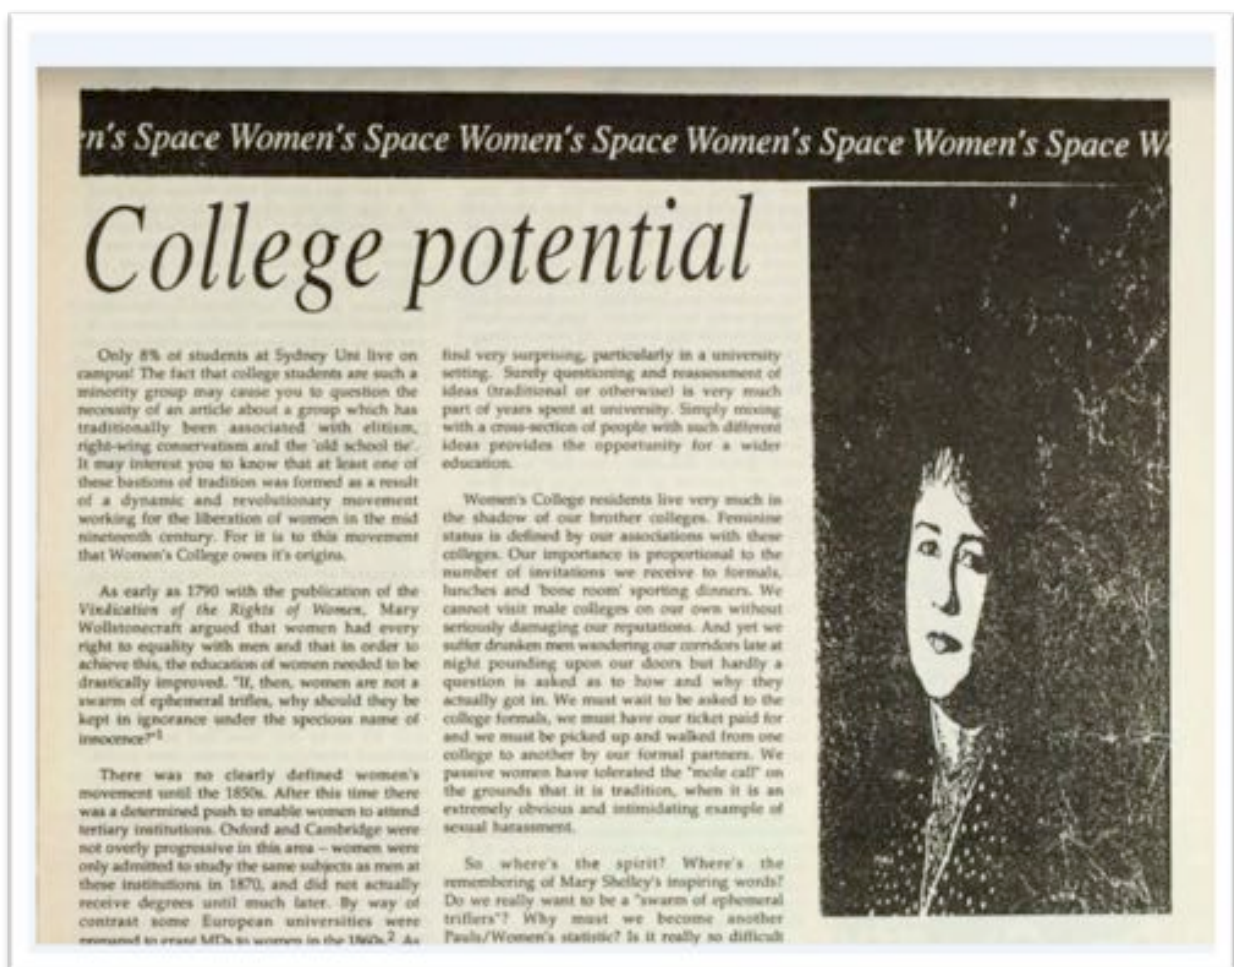 n's Space Women's Space Women's Space Women's Space Women's Space W
College potential
Only 8% of students at Sydney Uni live on
campus! The fact that college students are such a
minority group may cause you to question the
necessity of an article about a group which has
traditionally been associated with elitism,
right-wing conservatism and the 'old school tie'.
It may interest you to know that at least one of
these bastions of tradition was formed as a result
of a dynamic and revolutionary movement
working for the liberation of women in the mid
nineteenth century. For it is to this movement
that Women's College owes it's origins.
As early as 1790 with the publication of the
Vindication of the Rights of Women, Mary
Wollstonecraft argued that women had every
right to equality with men and that in order to
achieve this, the education of women needed to be
drastically improved. "If, then, women are not a
swarm of ephemeral trifles, why should they be
kept in ignorance under the specious name of
innocence?"1
There was no clearly defined women's
movement until the 1850s. After this time there
was a determined push to enable women to attend
tertiary institutions. Oxford and Cambridge were
not overly progressive in this area – women were
only admitted to study the same subjects as men at
these institutions in 1870, and did not actually
receive degrees until much later. By way of
contrast some European universities were
prepared to grant MDs to women in the 1860s.2 As
find very surprising, particularly in a university
setting. Surely questioning and reassessment of
ideas (traditional or otherwise) is very much
part of years spent at university. Simply mixing
with a cross-section of people with such different
ideas provides the opportunity for a wider
education.
Women's College residents live very much in
the shadow of our brother colleges. Feminine
status is defined by our associations with these
colleges. Our importance is proportional to the
number of invitations we receive to formals,
lunches and 'bone room' sporting dinners. We
cannot visit male colleges on our own without
seriously damaging our reputations. And yet we
suffer drunken men wandering our corridors late at
night pounding upon our doors but hardly a
question is asked as to how and why they
actually got in. We must wait to be asked to the
college formals, we must have our ticket paid for
and we must be picked up and walked from one
college to another by our formal partners. We
passive women have tolerated the "mole call" on
the grounds that it is tradition, when it is an
extremely obvious and intimidating example of
sexual harassment.
So where's the spirit? Where's the
remembering of Mary Shelley's inspiring words?
Do we really want to be a "swarm of ephemeral
triflers"? Why must we become another
Pauls/Women's statistic? Is it really so difficult